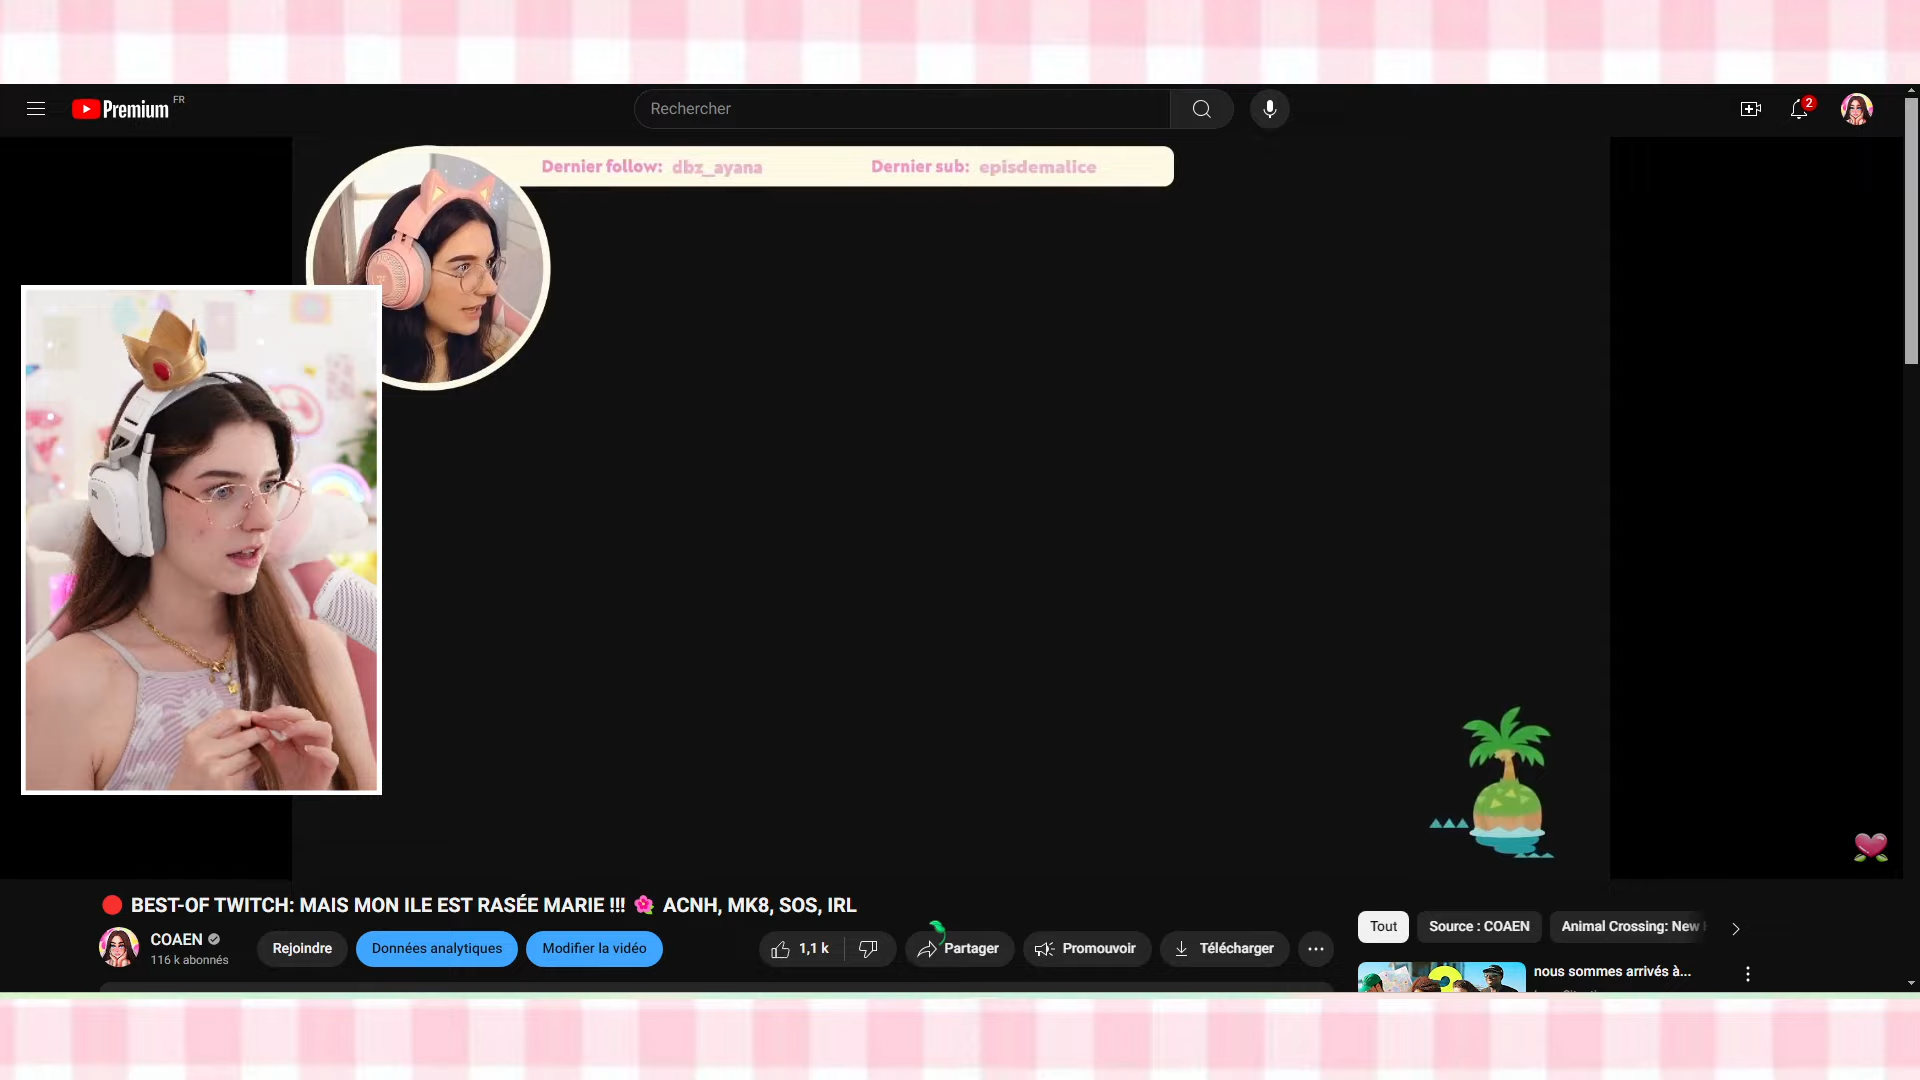 Premium FR
Rechercher
2
Dernier follow: dbz_ayana
Dernier sub: episdemalice
BEST-OF TWITCH: MAIS MON ILE EST RASÉE MARIE !!! 🌺 ACNH, MK8, SOS, IRL
COAEN
116 k abonnés
Rejoindre
Données analytiques
Modifier la vidéo
1,1 k
Partager
Promouvoir
Télécharger
Tout
Source : COAEN
Animal Crossing: New
nous sommes arrivés à...